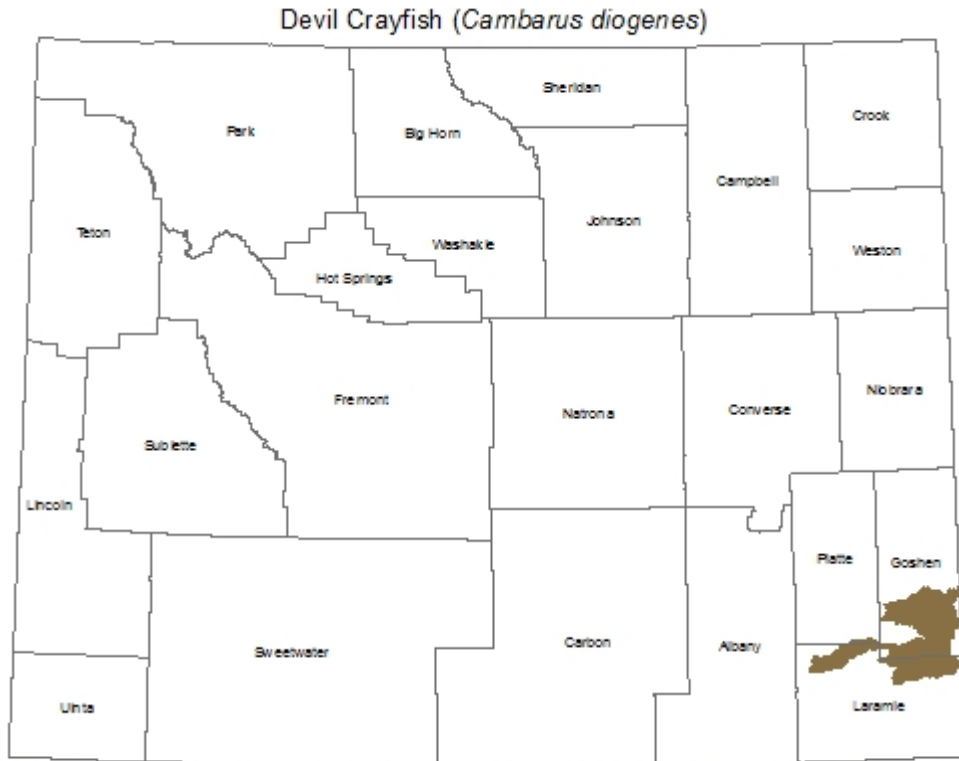 Devil Crayfish (Cambarus diogenes)
Sheridan
Crook
Park
Big Horn
Campbell
Johnson
Teton
Washakie
Weston
Hot Springs
Niobrara
Fremont
Natrona
Converse
Sublette
Lincoln
Platte
Goshen
Carbon
Albany
Sweetwater
Uinta
Laramie